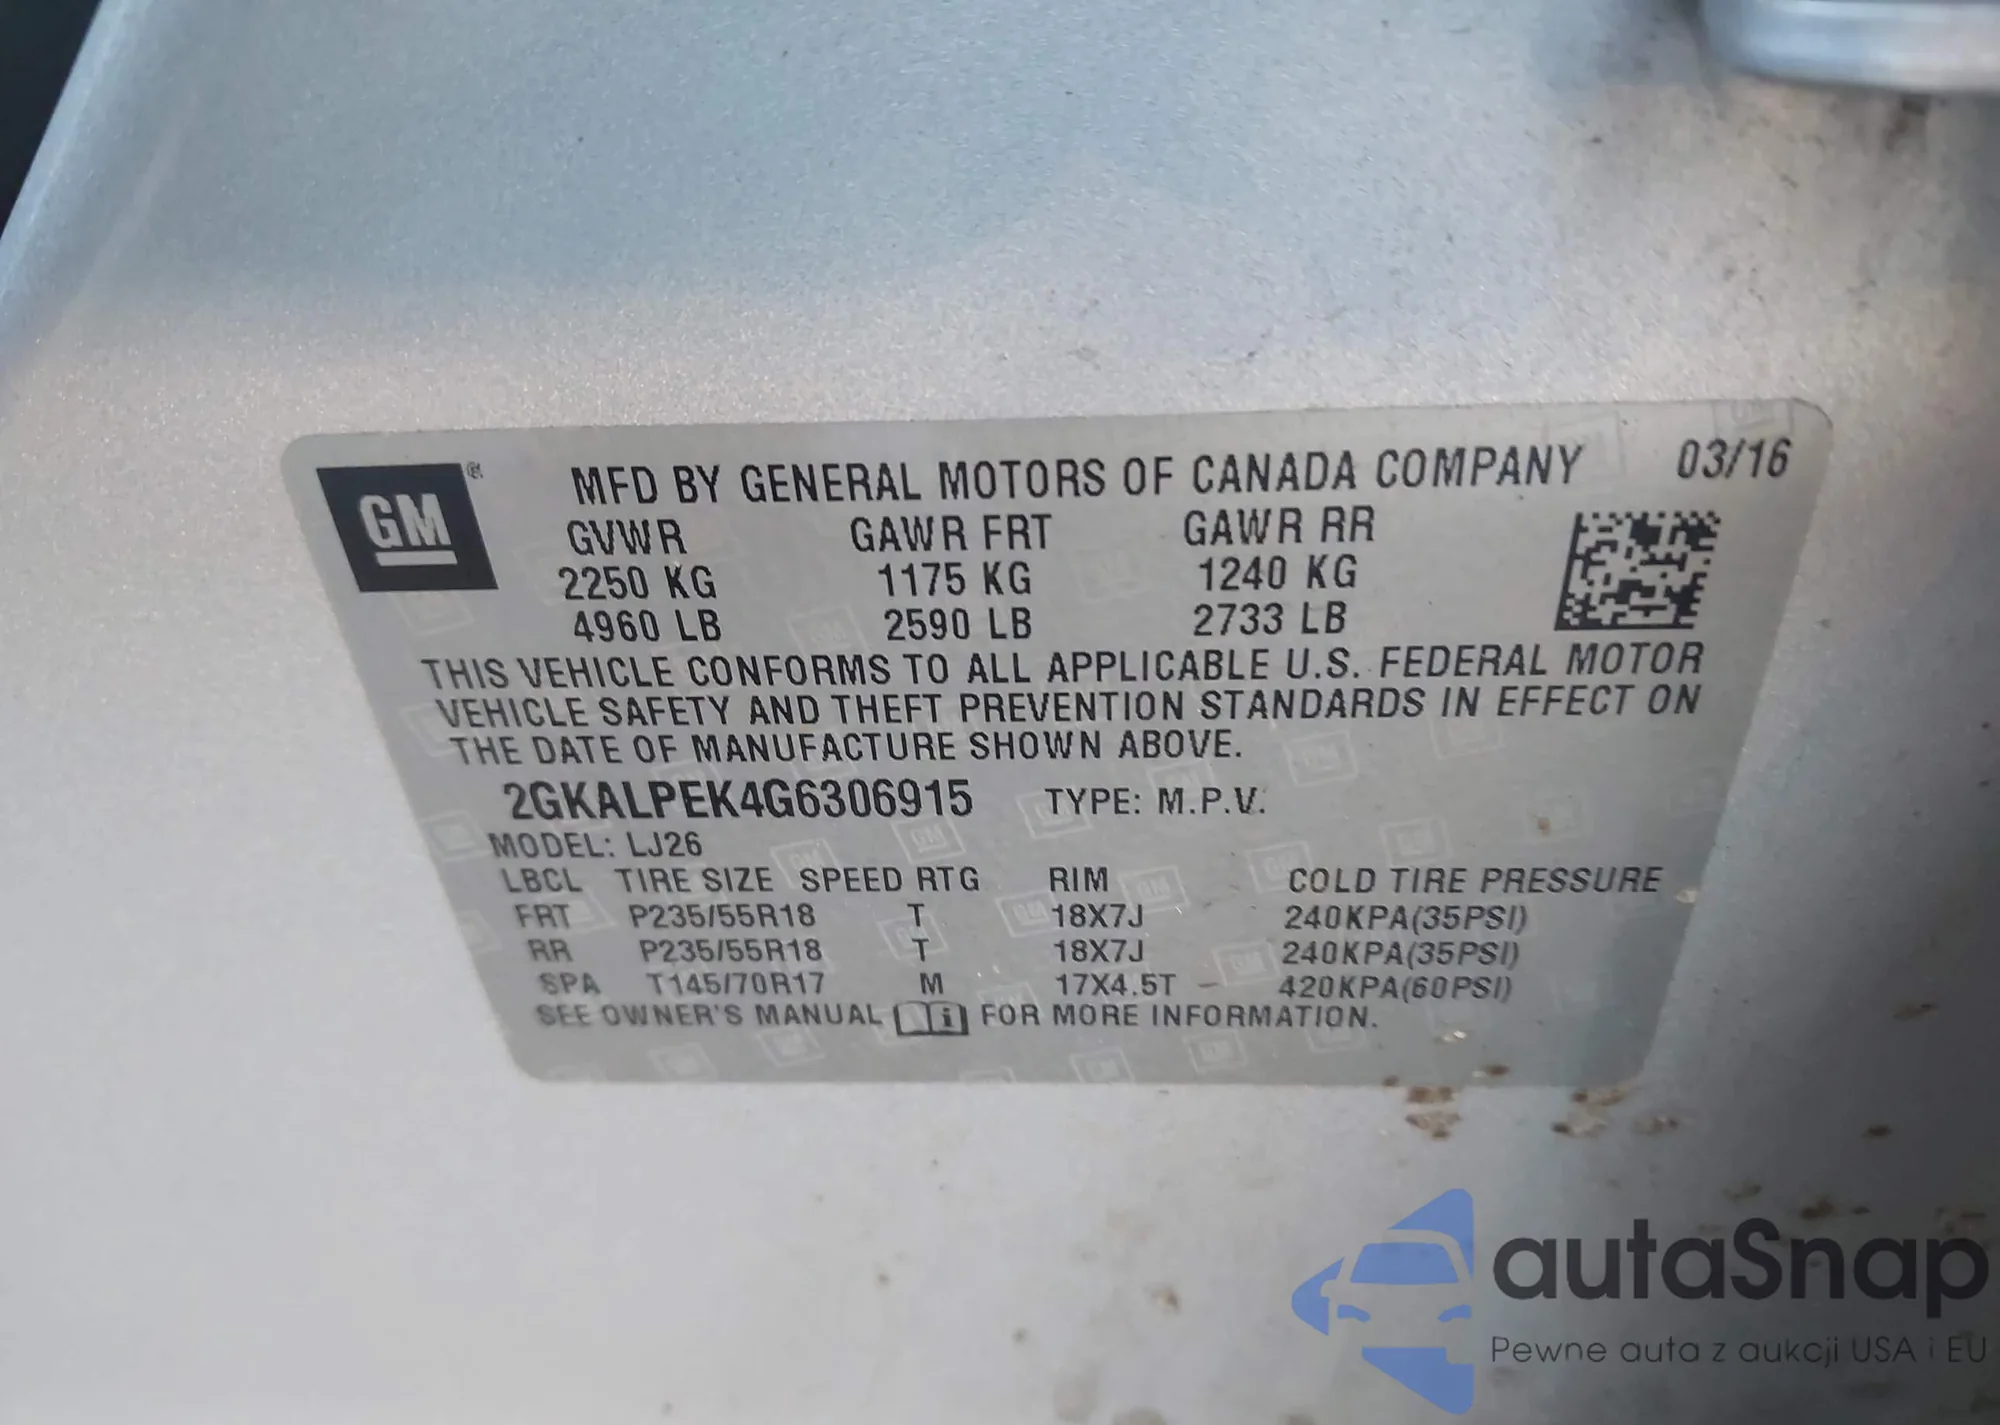 GM® MFD BY GENERAL MOTORS OF CANADA COMPANY 03/16
GVWR GAWR FRT GAWR RR
2250 KG 1175 KG 1240 KG
4960 LB 2590 LB 2733 LB
THIS VEHICLE CONFORMS TO ALL APPLICABLE U.S. FEDERAL MOTOR
VEHICLE SAFETY AND THEFT PREVENTION STANDARDS IN EFFECT ON
THE DATE OF MANUFACTURE SHOWN ABOVE.
2GKALPEK4G6306915 TYPE: M.P.V.
MODEL: LJ26
LBCL TIRE SIZE SPEED RTG RIM COLD TIRE PRESSURE
FRT P235/55R18 T 18X7J 240KPA(35PSI)
RR P235/55R18 T 18X7J 240KPA(35PSI)
SPA T145/70R17 M 17X4.5T 420KPA(60PSI)
SEE OWNER'S MANUAL i FOR MORE INFORMATION.
autaSnap
Pewne auta z aukcji USA i EU